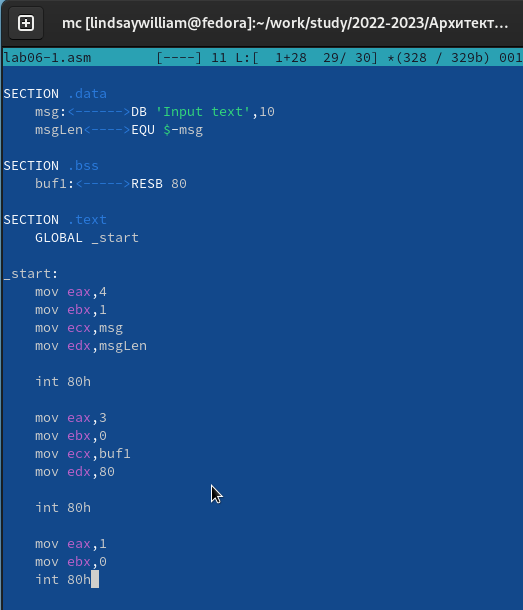 mc [lindsaywilliam@fedora]:~/work/study/2022-2023/Архитект...
lab06-1.asm [----] 11 L:[ 1+28 29/ 30] *(328 / 329b) 001
SECTION .data
msg:<------>DB 'Input text',10
msgLen<---->EQU $-msg
SECTION .bss
buf1:<----->RESB 80
SECTION .text
GLOBAL _start
_start:
mov eax,4
mov ebx,1
mov ecx,msg
mov edx,msgLen
int 80h
mov eax,3
mov ebx,0
mov ecx,buf1
mov edx,80
int 80h
mov eax,1
mov ebx,0
int 80h